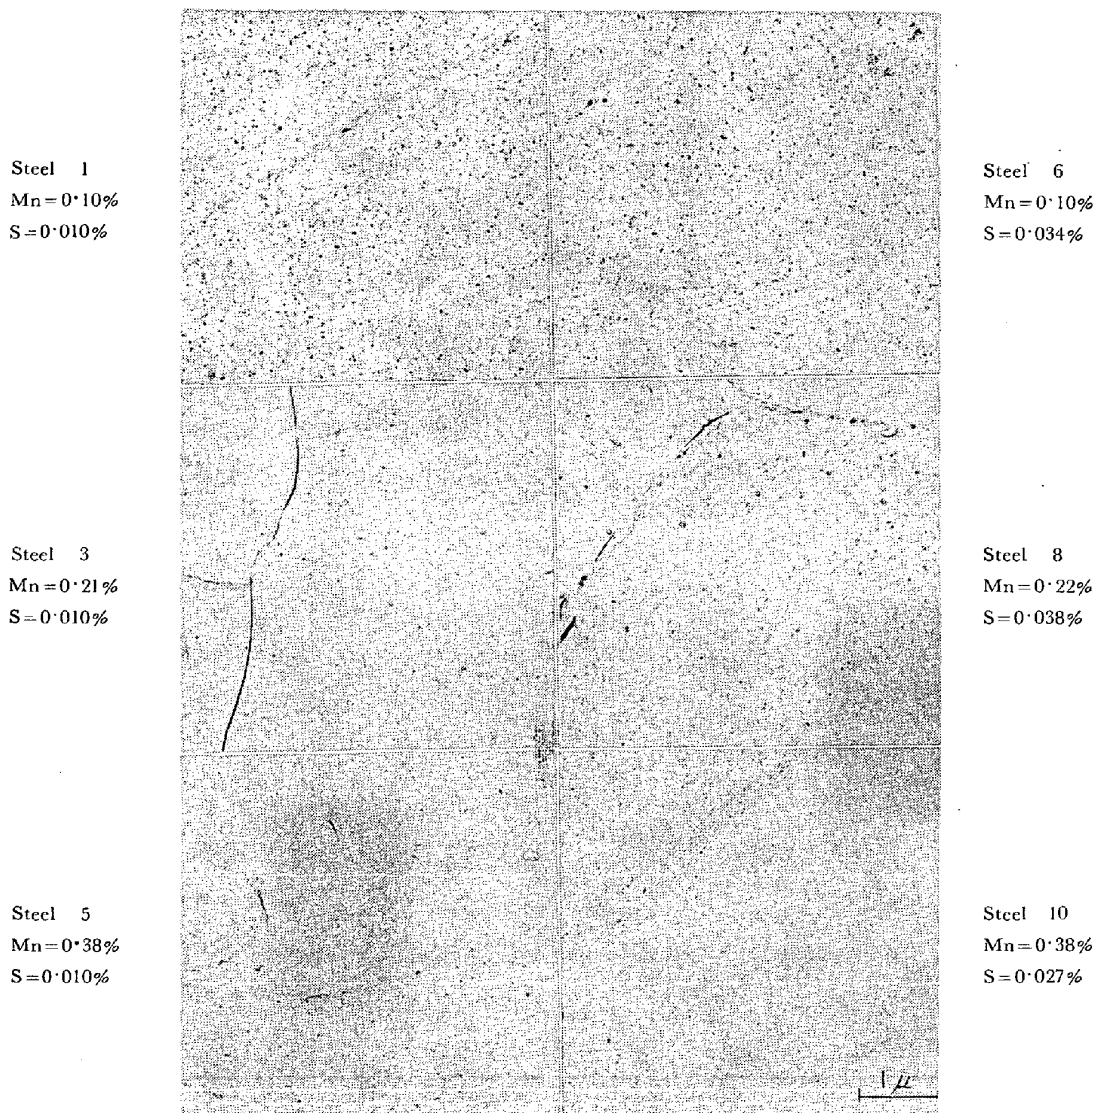 Steel 1
Mn=0·10%
S=0·010%
Steel 6
Mn=0·10%
S=0·034%
Steel 3
Mn=0·21%
S=0·010%
Steel 8
Mn=0·22%
S=0·038%
Steel 5
Mn=0·38%
S=0·010%
Steel 10
Mn=0·38%
S=0·027%
1 μ